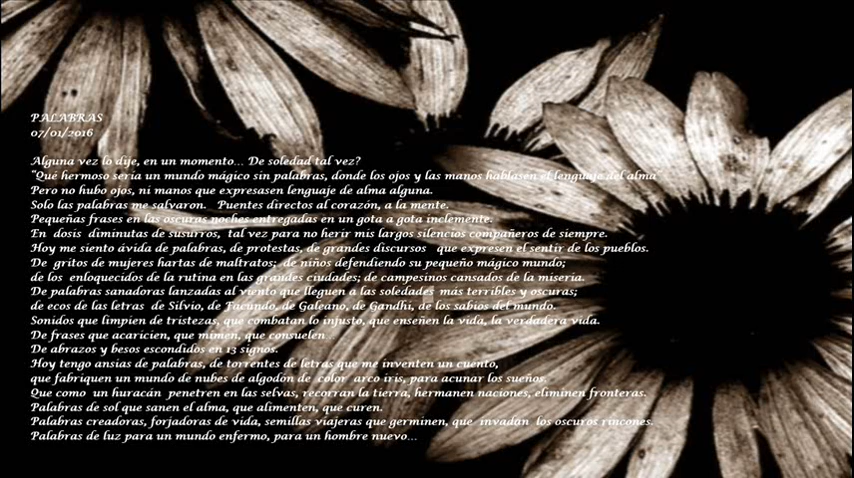 PALABRAS
07/01/2016
Alguna vez lo dije, en un momento... De soledad tal vez?
"Qué hermoso sería un mundo mágico sin palabras, donde los ojos y las manos hablasen el lenguaje del alma"
Pero no hubo ojos, ni manos que expresasen lenguaje de alma alguna.
Solo las palabras me salvaron. Puentes directos al corazón, a la mente.
Pequeñas frases en las oscuras noches entregadas en un gota a gota inclemente.
En dosis diminutas de susurros, tal vez para no herir mis largos silencios compañeros de siempre.
Hoy me siento ávida de palabras, de protestas, de grandes discursos que expresen el sentir de los pueblos.
De gritos de mujeres hartas de maltratos; de niños defendiendo su pequeño mágico mundo;
de los enloquecidos de la rutina en las grandes ciudades; de campesinos cansados de la miseria.
De palabras sanadoras lanzadas al viento que lleguen a las soledades más terribles y oscuras;
de ecos de las letras de Silvio, de Facundo, de Galeano, de Gandhi, de los sabios del mundo.
Sonidos que limpien de tristezas, que combatan lo injusto, que enseñen la vida, la verdadera vida.
De frases que acaricien, que mimen, que consuelen...
De abrazos y besos escondidos en 13 signos.
Hoy tengo ansias de palabras, de torrentes de letras que me inventen un cuento,
que fabriquen un mundo de nubes de algodón de color arco iris, para acunar los sueños.
Que como un huracán penetren en las selvas, recorran la tierra, hermanen naciones, eliminen fronteras.
Palabras de sol que sanen el alma, que alimenten, que curen.
Palabras creadoras, forjadoras de vida, semillas viajeras que germinen, que invadan los oscuros rincones.
Palabras de luz para un mundo enfermo, para un hombre nuevo...